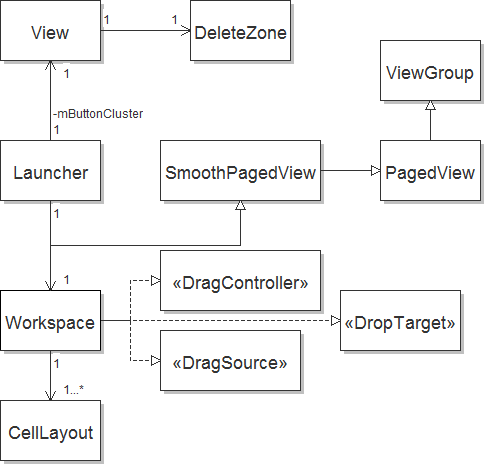 View
1
1
DeleteZone
ViewGroup
1
-mButtonCluster
1
Launcher
SmoothPagedView
PagedView
1
1
«DragController»
Workspace
«DropTarget»
«DragSource»
1
1...*
CellLayout